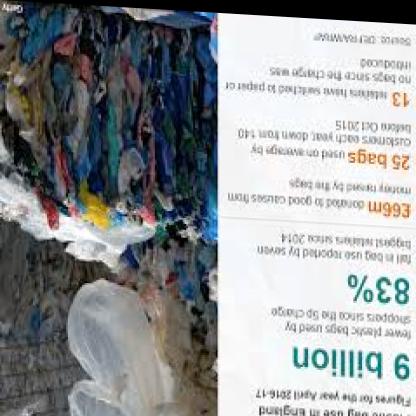 bag use in England
Figures for the year April 2016-17
9 billion
fewer plastic bags used by
shoppers since the 5p charge
83%
fall in bag use reported by seven
biggest retailers since 2014
£66m donated to good causes from
money raised by the bags
25 bags used on average by
customers each year, down from 140
before Oct 2015
13 retailers have switched to paper or
no bags since the charge was
introduced
Source: DEFRA/WRAP
Getty